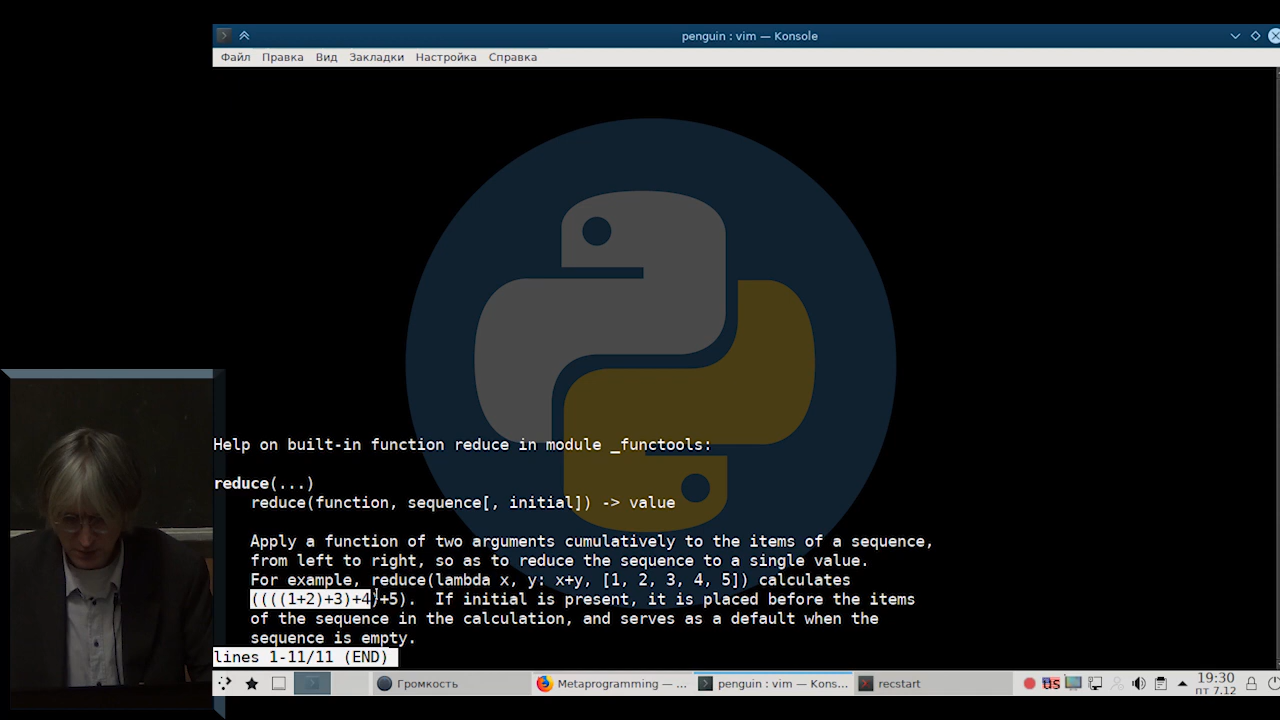 penguin : vim — Konsole
Файл Правка Вид Закладки Настройка Справка
Help on built-in function reduce in module _functools:
reduce(...)
reduce(function, sequence[, initial]) -> value
Apply a function of two arguments cumulatively to the items of a sequence,
from left to right, so as to reduce the sequence to a single value.
For example, reduce(lambda x, y: x+y, [1, 2, 3, 4, 5]) calculates
((((1+2)+3)+4)+5).  If initial is present, it is placed before the items
of the sequence in the calculation, and serves as a default when the
sequence is empty.
lines 1-11/11 (END)
Громкость Metaprogramming — ... penguin : vim — Kons... recstart us 19:30
пт 7.12